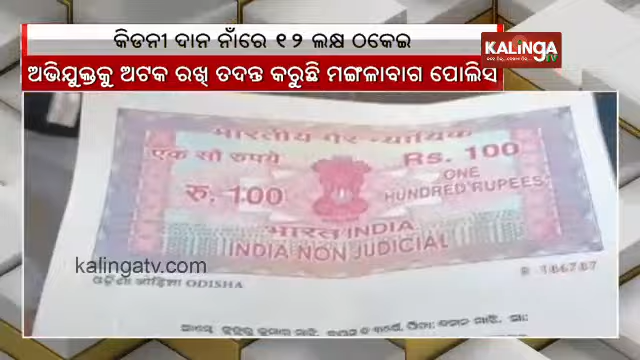 କିଡନୀ ଦାନ ନାଁରେ ୧୨ ଲକ୍ଷ ଠକେଇ
KALINGA TV
ଅଭିଯୁକ୍ତକୁ ଅଟକ ରଖି ତଦନ୍ତ କରୁଛି ମଙ୍ଗଳାବାଗ ପୋଲିସ
भारतीय गैर न्यायिक
एक सौ रुपये
Rs. 100
रु. 100
ONE
HUNDRED RUPEES
भारत INDIA
INDIA NON JUDICIAL
kalingatv.com
ओड़िशा ଓଡ଼ିଶା ODISHA